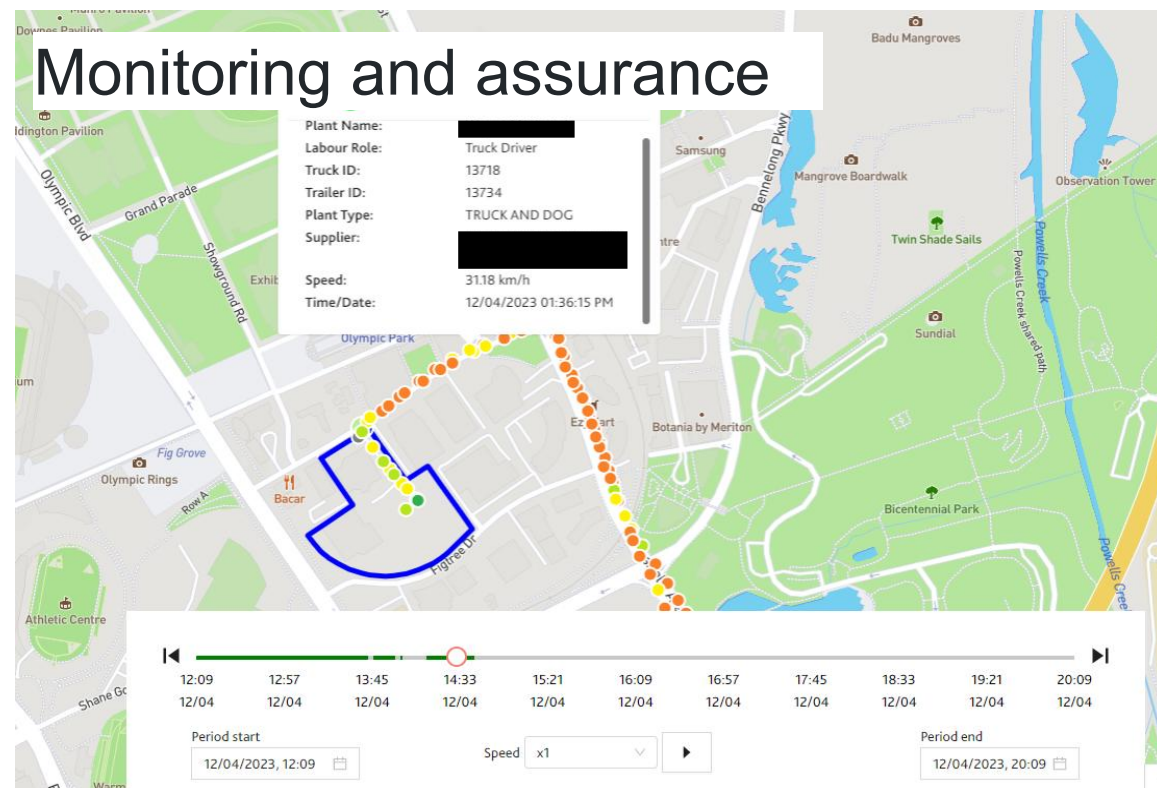 Downes Pavilion
Badu Mangroves
Monitoring and assurance
Plant Name:
Labour Role: Truck Driver
Truck ID: 13718
Trailer ID: 13734
Plant Type: TRUCK AND DOG
Supplier:
Speed: 31.18 km/h
Time/Date: 12/04/2023 01:36:15 PM
Olympic Blvd
Grand Parade
Showground Rd
Olympic Park
Samsung
Bennelong Pkwy
Mangrove Boardwalk
Observation Tower
Twin Shade Sails
Powells Creek
Powells Creek shared path
Sundial
Botania by Meriton
Fig Grove
Olympic Rings
Row A
Bacar
Figtree Dr
Bicentennial Park
Athletic Centre
12:09 12:57 13:45 14:33 15:21 16:09 16:57 17:45 18:33 19:21 20:09
12/04 12/04 12/04 12/04 12/04 12/04 12/04 12/04 12/04 12/04 12/04
Period start
12/04/2023, 12:09
Speed x1
Period end
12/04/2023, 20:09